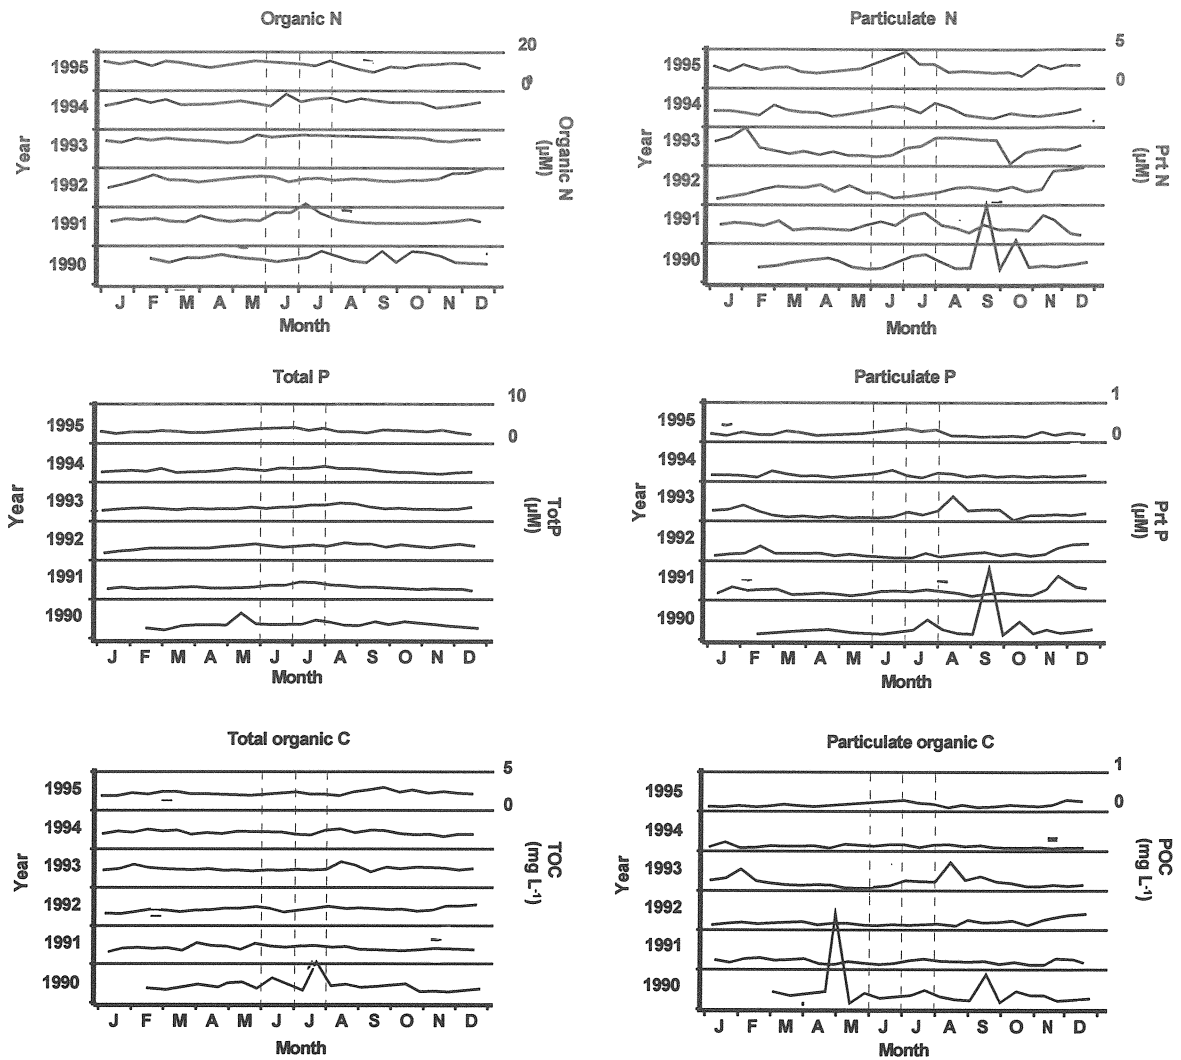 Organic N
20
0
1995
1994
1993
1992
1991
1990
Year
Organic N
(µM)
J F M A M J J A S O N D
Month
Particulate N
5
0
1995
1994
1993
1992
1991
1990
Year
Prt N
(µM)
J F M A M J J A S O N D
Month
Total P
10
0
1995
1994
1993
1992
1991
1990
Year
TotP
(µM)
J F M A M J J A S O N D
Month
Particulate P
1
0
1995
1994
1993
1992
1991
1990
Year
Prt P
(µM)
J F M A M J J A S O N D
Month
Total organic C
5
0
1995
1994
1993
1992
1991
1990
Year
TOC
(mg L-¹)
J F M A M J J A S O N D
Month
Particulate organic C
1
0
1995
1994
1993
1992
1991
1990
Year
POC
(mg L-¹)
J F M A M J J A S O N D
Month